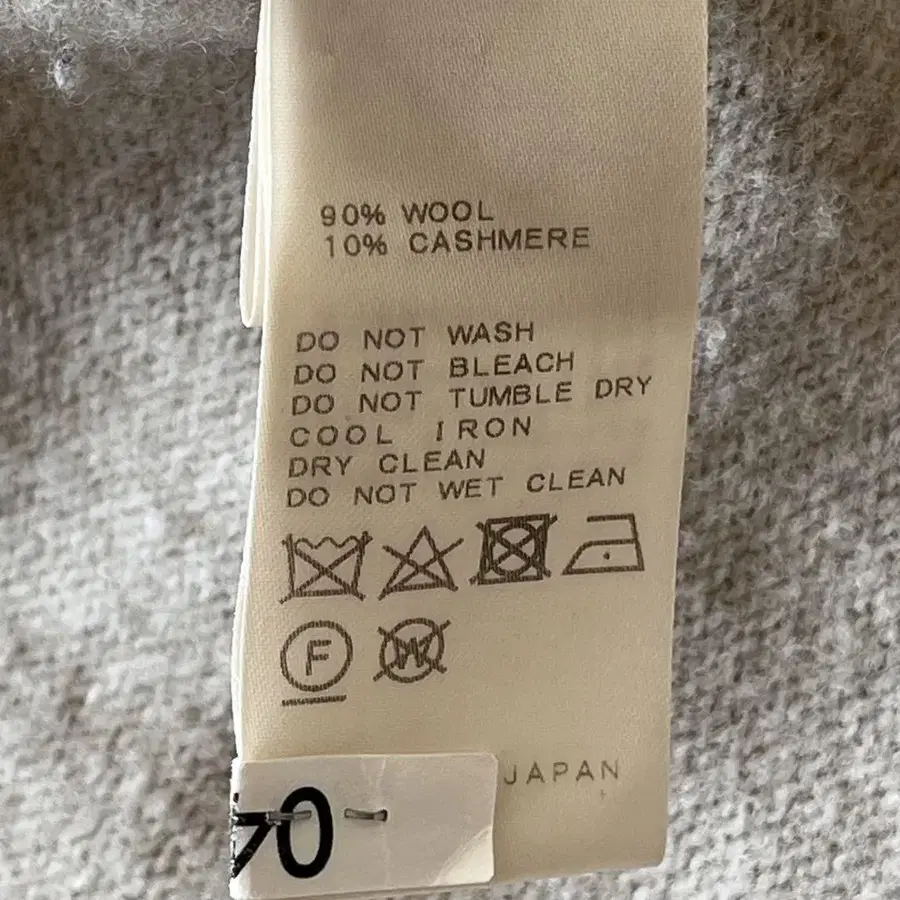 90% WOOL
10% CASHMERE
DO NOT WASH
DO NOT BLEACH
DO NOT TUMBLE DRY
COOL IRON
DRY CLEAN
DO NOT WET CLEAN
F W
JAPAN
0